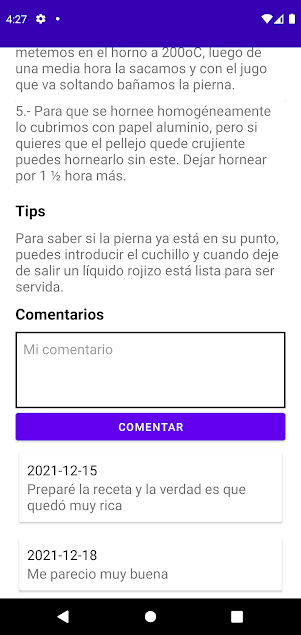 4:27
metemos en el horno a 200oC, luego de
una media hora la sacamos y con el jugo
que va soltando bañamos la pierna.
5.- Para que se hornee homogéneamente
lo cubrimos con papel aluminio, pero si
quieres que el pellejo quede crujiente
puedes hornearlo sin este. Dejar hornear
por 1 ½ hora más.
Tips
Para saber si la pierna ya está en su punto,
puedes introducir el cuchillo y cuando deje
de salir un líquido rojizo está lista para ser
servida.
Comentarios
Mi comentario
COMENTAR
2021-12-15
Preparé la receta y la verdad es que
quedó muy rica
2021-12-18
Me parecio muy buena